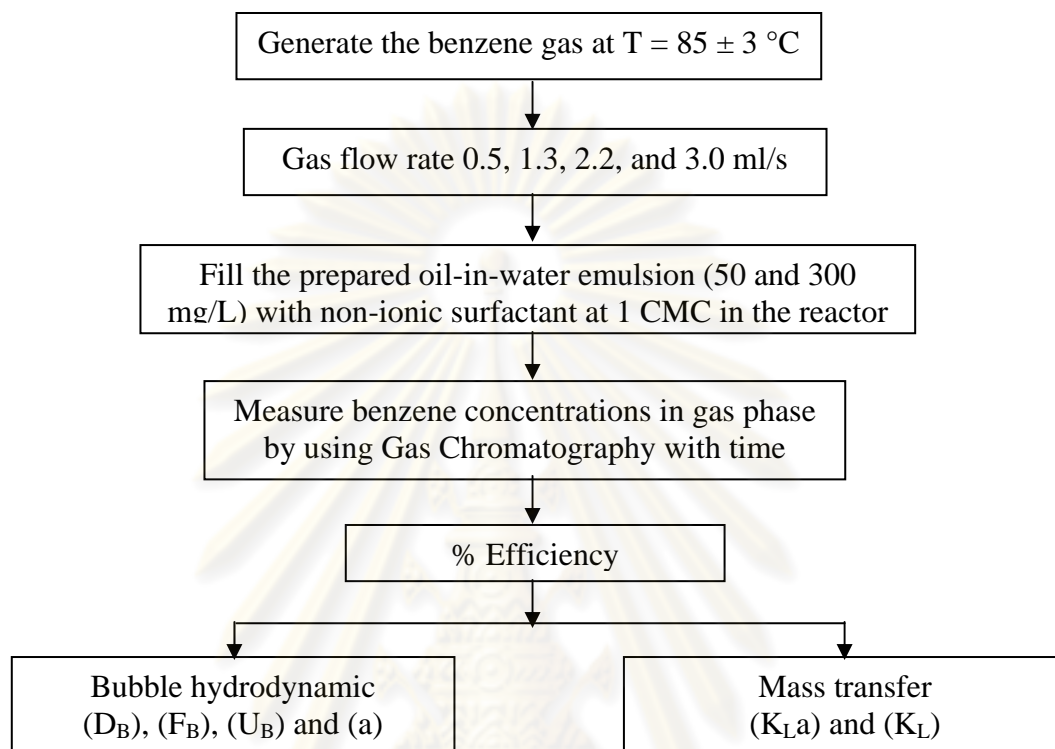 Generate the benzene gas at T = 85 ± 3 °C
Gas flow rate 0.5, 1.3, 2.2, and 3.0 ml/s
Fill the prepared oil-in-water emulsion (50 and 300
mg/L) with non-ionic surfactant at 1 CMC in the reactor
Measure benzene concentrations in gas phase
by using Gas Chromatography with time
% Efficiency
Bubble hydrodynamic
(D_B), (F_B), (U_B) and (a)
Mass transfer
(K_La) and (K_L)